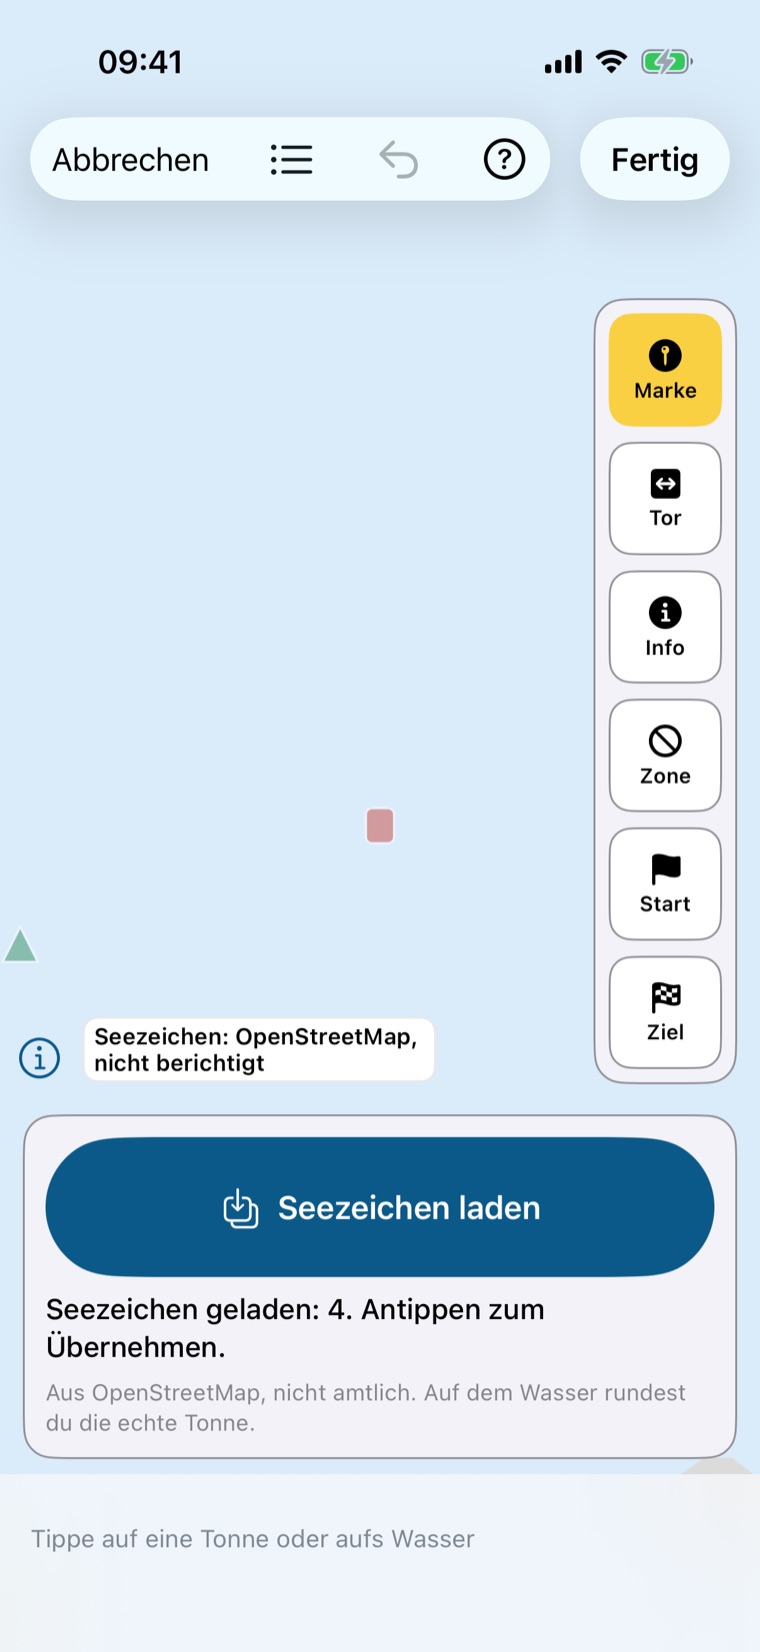 09:41
Abbrechen
Fertig
Marke
Tor
Info
Zone
Start
Ziel
Seezeichen: OpenStreetMap,
nicht berichtigt
Seezeichen laden
Seezeichen geladen: 4. Antippen zum
Übernehmen.
Aus OpenStreetMap, nicht amtlich. Auf dem Wasser rundest
du die echte Tonne.
Tippe auf eine Tonne oder aufs Wasser